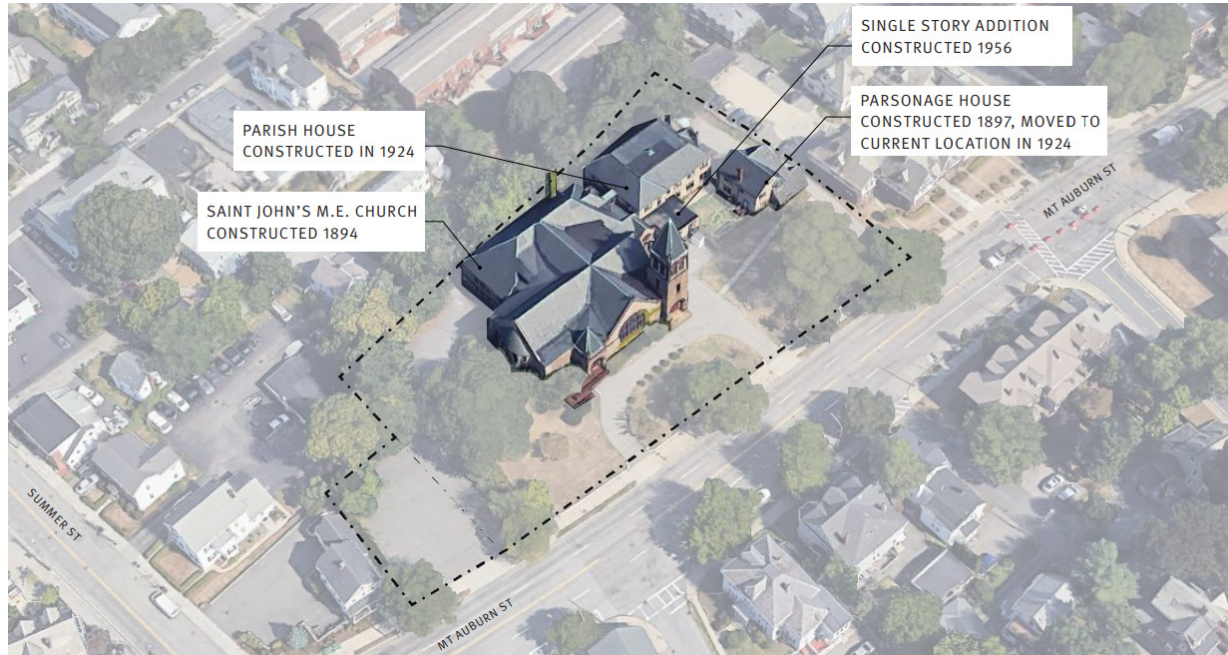 SINGLE STORY ADDITION
CONSTRUCTED 1956
PARSONAGE HOUSE
CONSTRUCTED 1897, MOVED TO
CURRENT LOCATION IN 1924
PARISH HOUSE
CONSTRUCTED IN 1924
SAINT JOHN'S M.E. CHURCH
CONSTRUCTED 1894
MT AUBURN ST
SUMMER ST
MT AUBURN ST